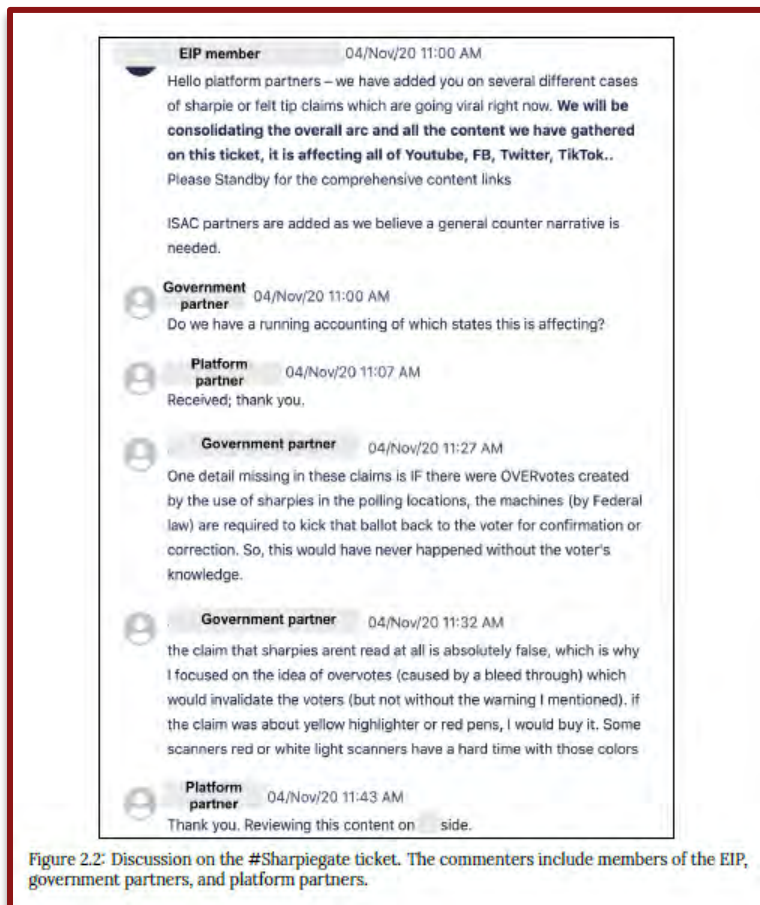 EIP member 04/Nov/20 11:00 AM
Hello platform partners – we have added you on several different cases
of sharpie or felt tip claims which are going viral right now. We will be
consolidating the overall arc and all the content we have gathered
on this ticket, it is affecting all of Youtube, FB, Twitter, TikTok..
Please Standby for the comprehensive content links
ISAC partners are added as we believe a general counter narrative is
needed.
Government
partner 04/Nov/20 11:00 AM
Do we have a running accounting of which states this is affecting?
Platform
partner 04/Nov/20 11:07 AM
Received; thank you.
Government partner 04/Nov/20 11:27 AM
One detail missing in these claims is IF there were OVERvotes created
by the use of sharpies in the polling locations, the machines (by Federal
law) are required to kick that ballot back to the voter for confirmation or
correction. So, this would have never happened without the voter's
knowledge.
Government partner 04/Nov/20 11:32 AM
the claim that sharpies arent read at all is absolutely false, which is why
I focused on the idea of overvotes (caused by a bleed through) which
would invalidate the voters (but not without the warning I mentioned). if
the claim was about yellow highlighter or red pens, I would buy it. Some
scanners red or white light scanners have a hard time with those colors
Platform
partner 04/Nov/20 11:43 AM
Thank you. Reviewing this content on side.
Figure 2.2: Discussion on the #Sharpiegate ticket. The commenters include members of the EIP,
government partners, and platform partners.